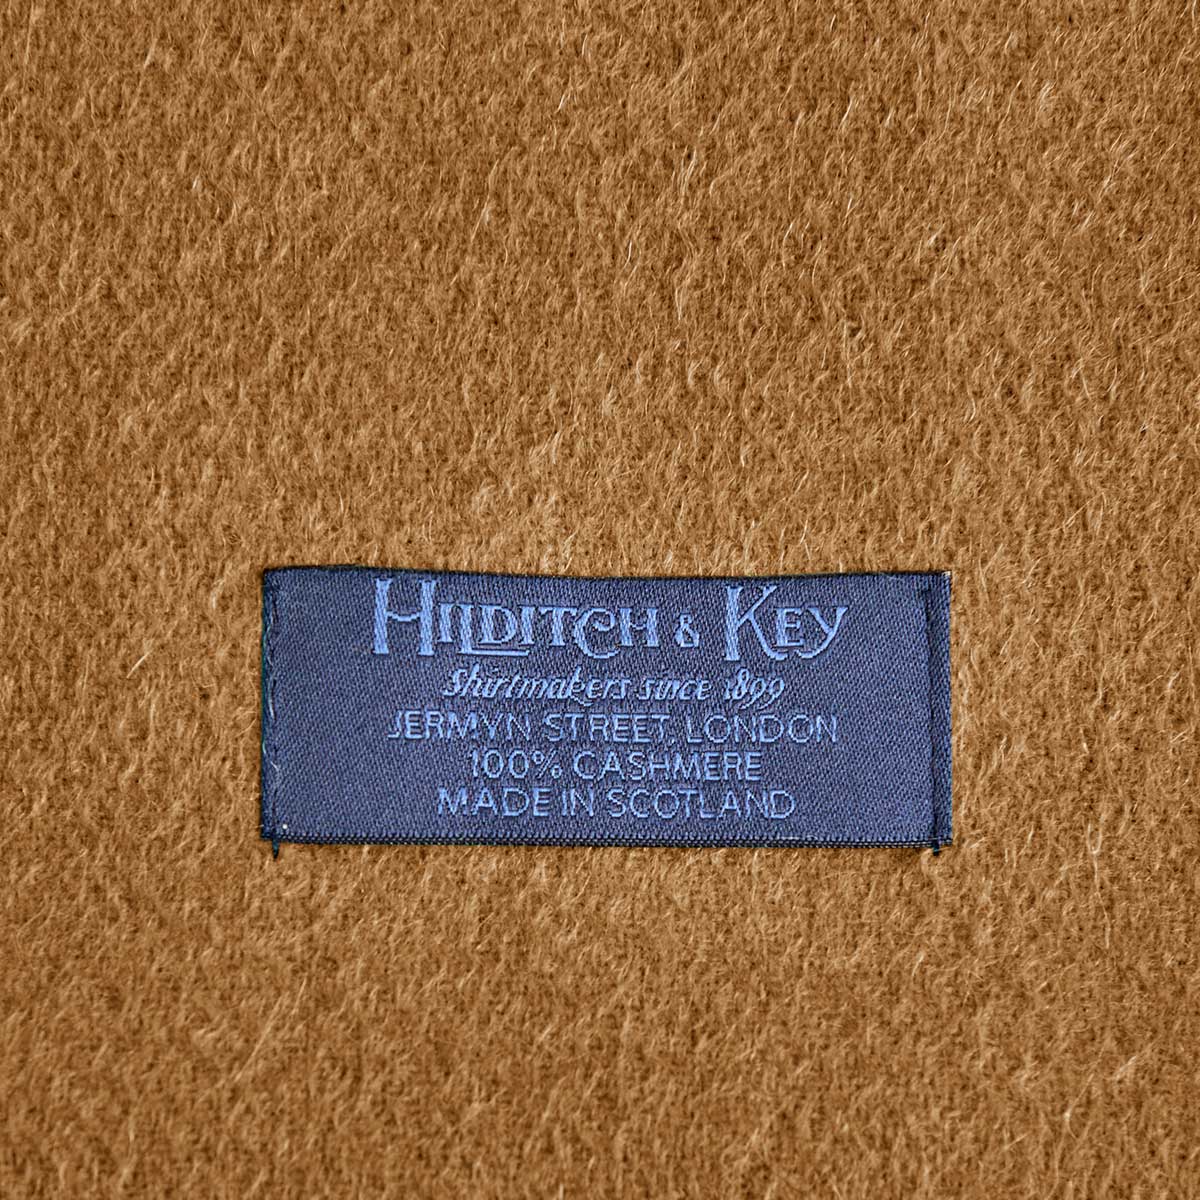 HILDITCH & KEY
Shirtmakers since 1899
JERMYN STREET, LONDON
100% CASHMERE
MADE IN SCOTLAND